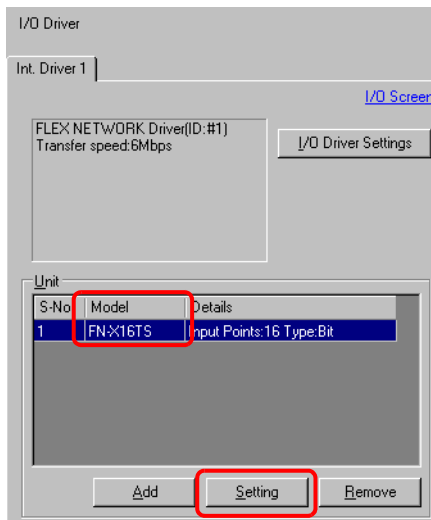 I/O Driver
Int. Driver 1
I/O Screen
FLEX NETWORK Driver(ID:#1)
Transfer speed:6Mbps
I/O Driver Settings
Unit
S-No Model Details
1 FN-X16TS Input Points:16 Type:Bit
Add Setting Remove